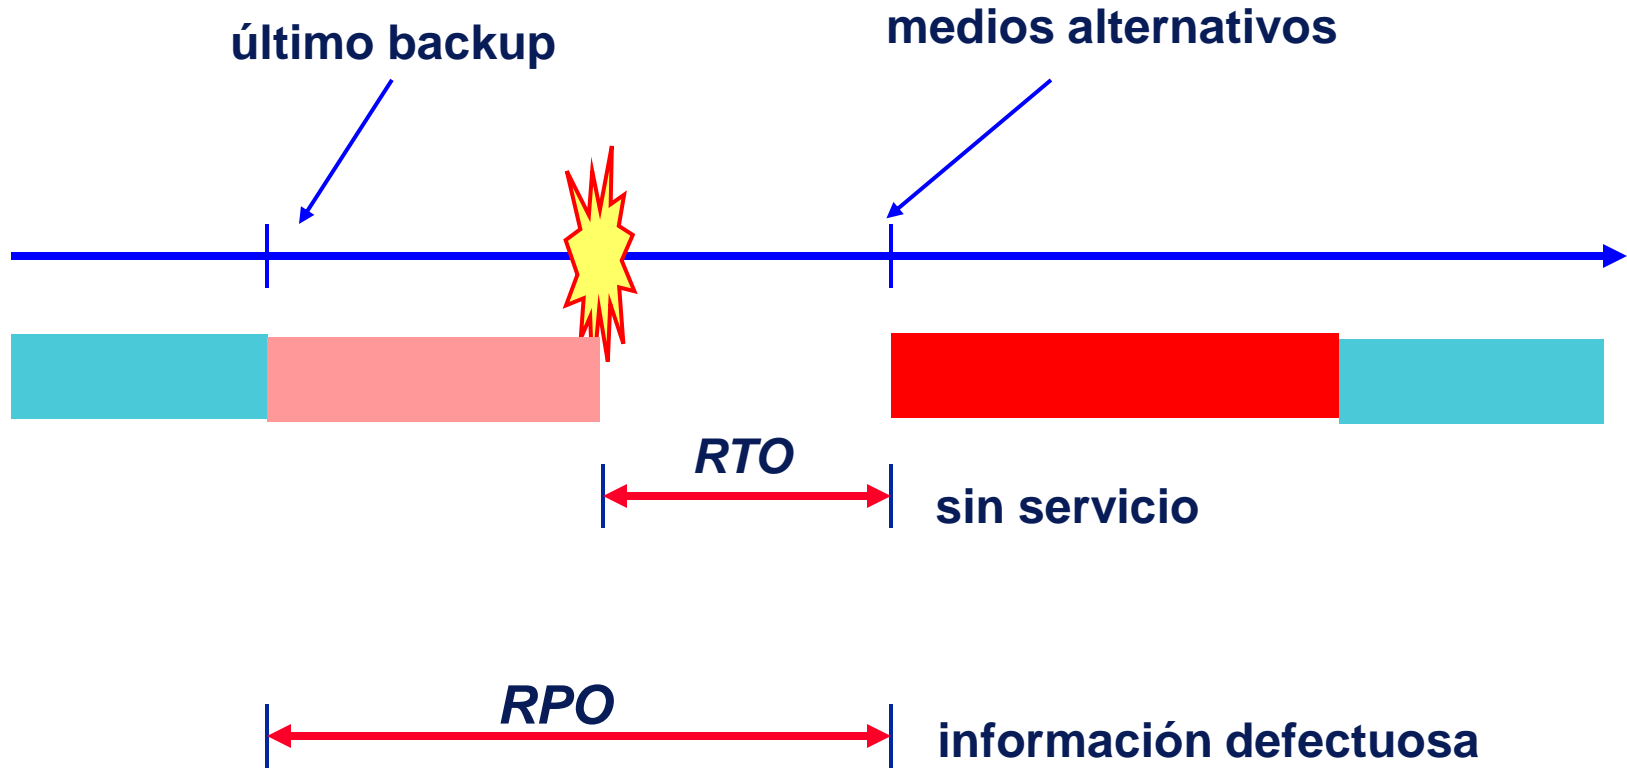 último backup
medios alternativos
RTO
sin servicio
RPO
información defectuosa